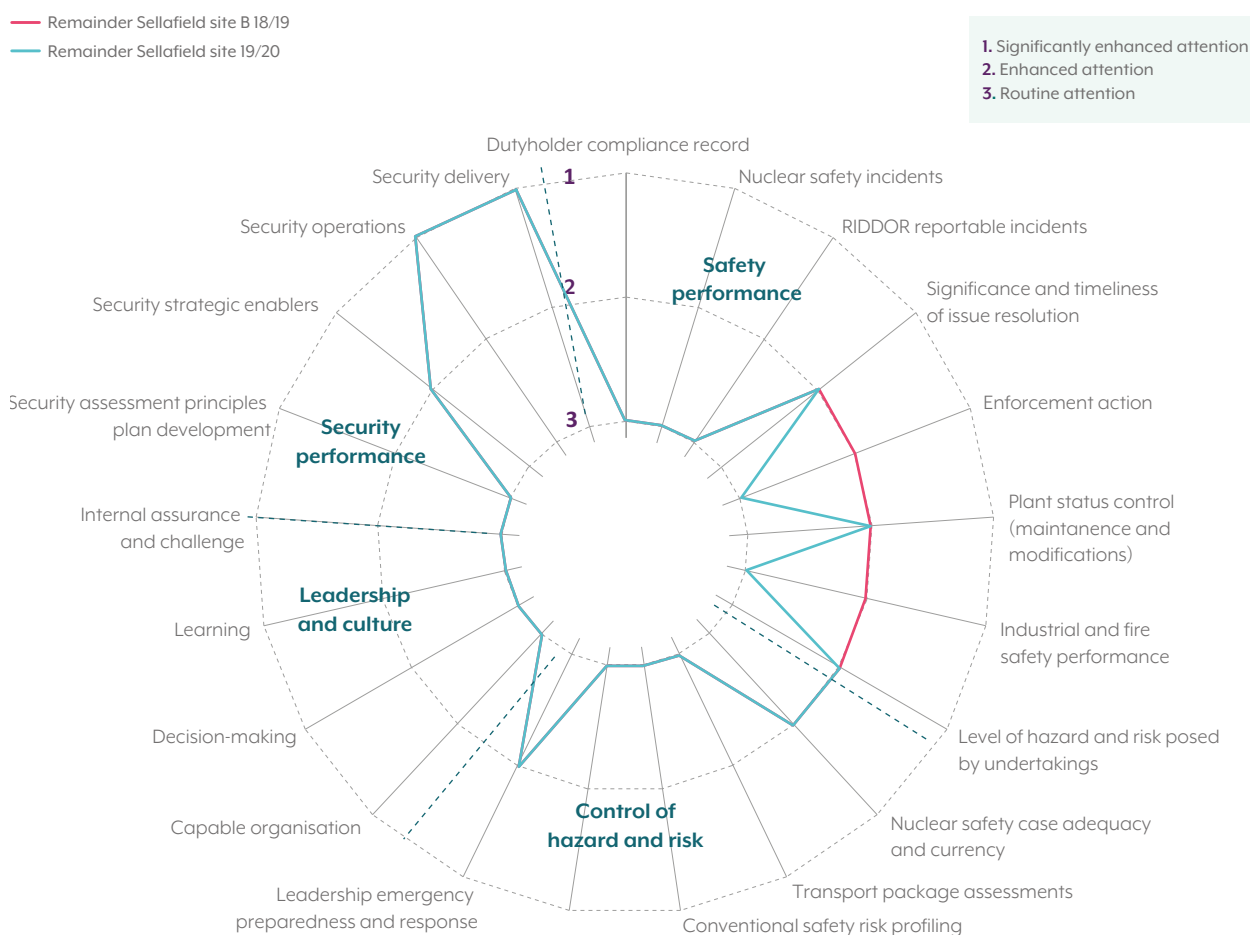 Remainder Sellafield site B 18/19
Remainder Sellafield site 19/20
1. Significantly enhanced attention
2. Enhanced attention
3. Routine attention
Dutyholder compliance record
Security delivery
1
Nuclear safety incidents
Security operations
RIDDOR reportable incidents
Safety
performance
2
Significance and timeliness
of issue resolution
Security strategic enablers
Enforcement action
Security assessment principles
plan development
3
Security
performance
Plant status control
(maintanence and
modifications)
Internal assurance
and challenge
Leadership
and culture
Learning
Industrial and fire
safety performance
Decision-making
Level of hazard and risk posed
by undertakings
Control of
hazard and risk
Capable organisation
Nuclear safety case adequacy
and currency
Leadership emergency
preparedness and response
Transport package assessments
Conventional safety risk profiling